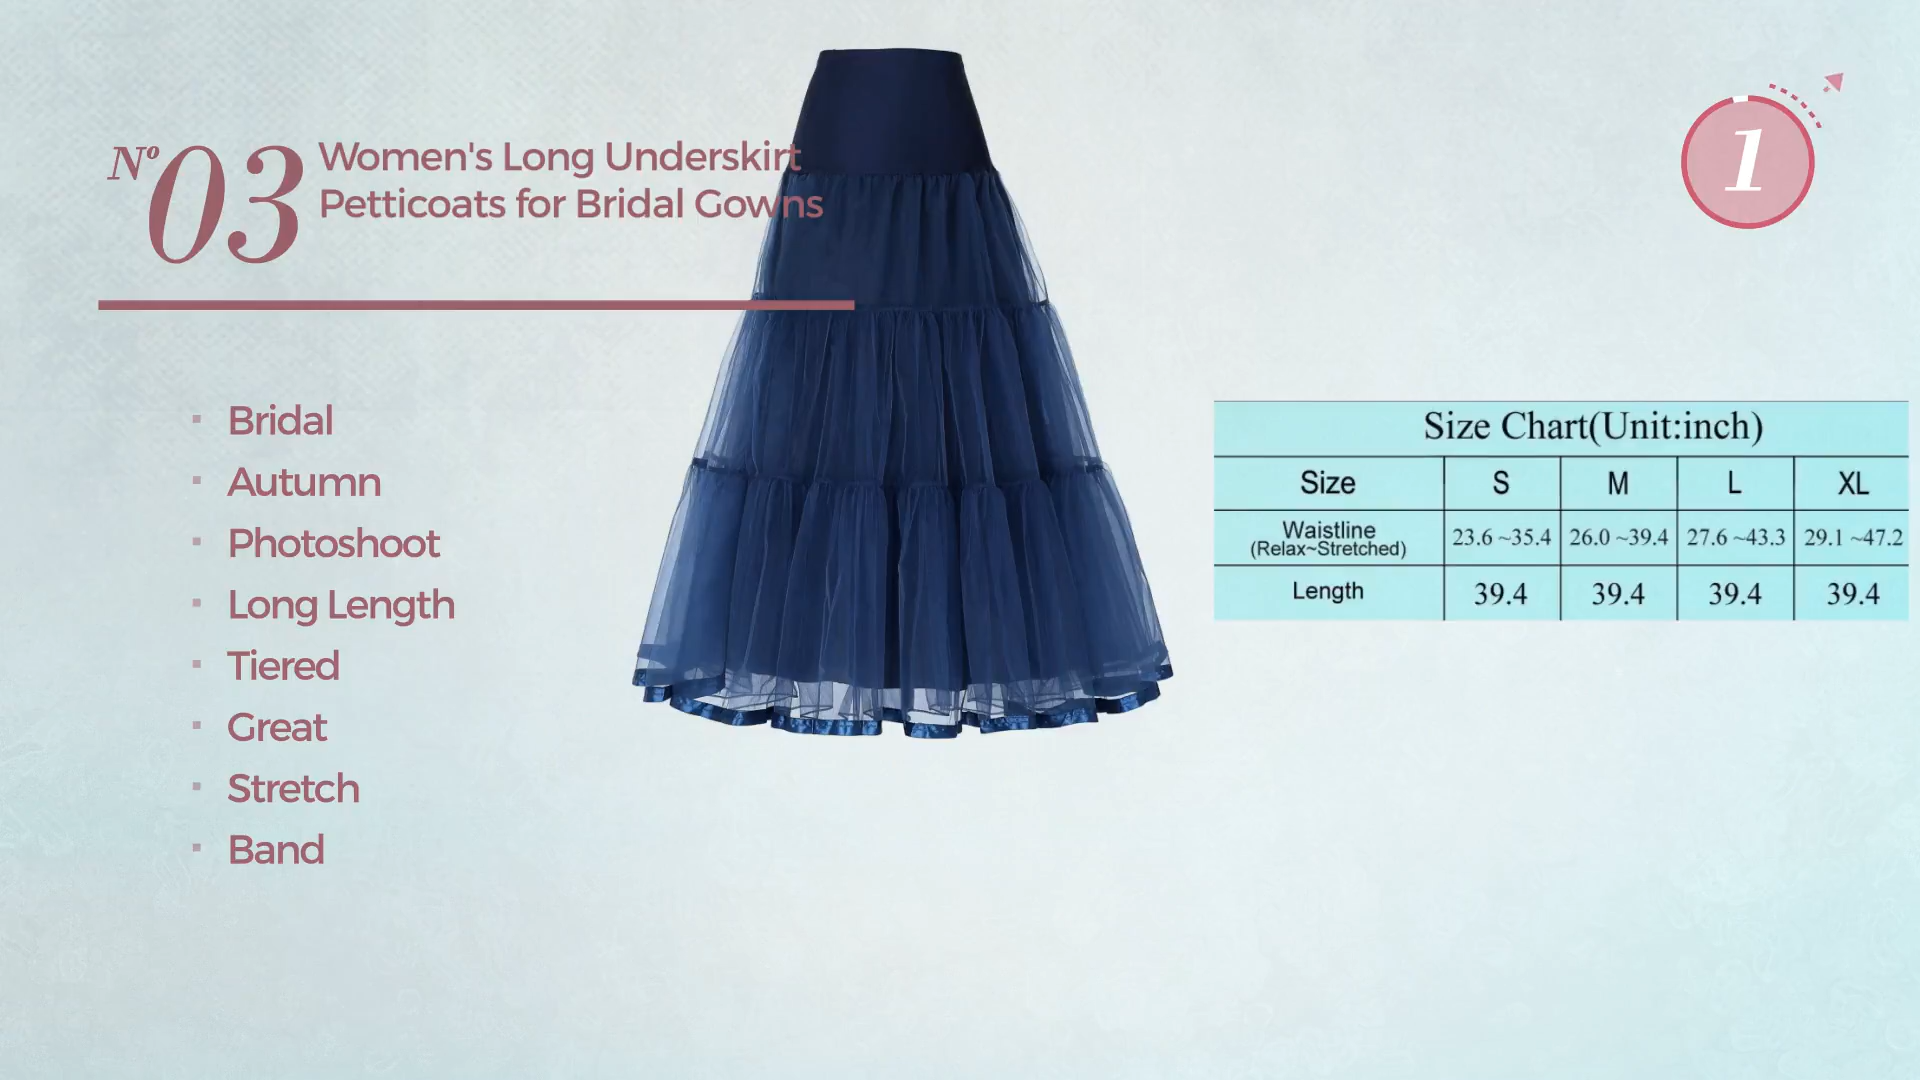 Nº 03
Women's Long Underskirt
Petticoats for Bridal Gowns
1
Bridal
Autumn
Photoshoot
Long Length
Tiered
Great
Stretch
Band
Size Chart(Unit:inch)
Size S M L XL
Waistline
(Relax~Stretched) 23.6 ~35.4 26.0 ~39.4 27.6 ~43.3 29.1 ~47.2
Length 39.4 39.4 39.4 39.4